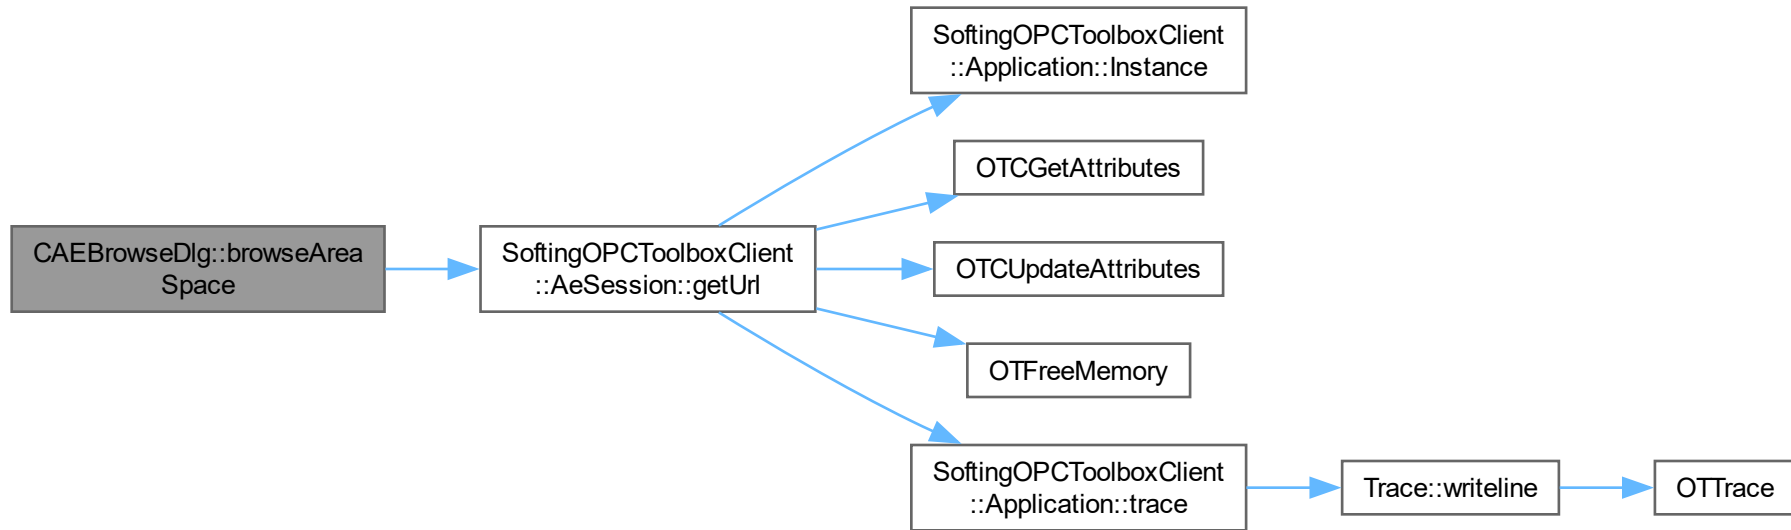 CAEBrowseDlg::browseArea
Space
SoftingOPCToolboxClient
::AeSession::getUrl
SoftingOPCToolboxClient
::Application::Instance
OTCGetAttributes
OTCUpdateAttributes
OTFreeMemory
SoftingOPCToolboxClient
::Application::trace
Trace::writeline
OTTrace